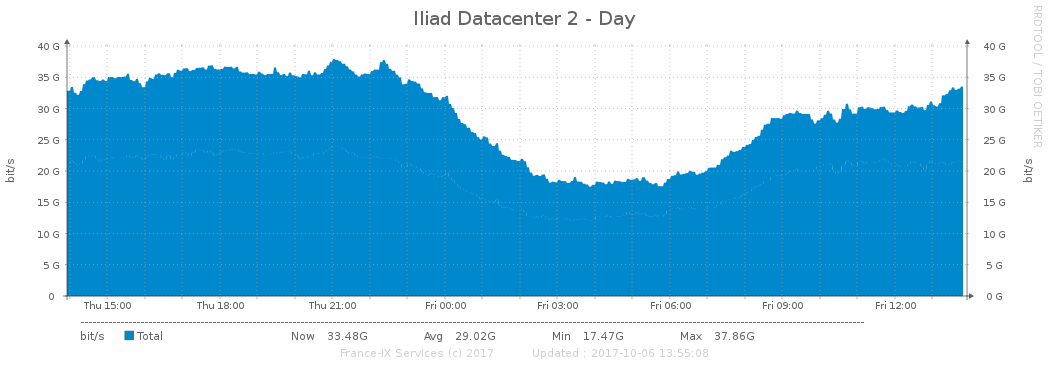 Iliad Datacenter 2 - Day
RRDTOOL / TOBI OETIKER
40 G 40 G
35 G 35 G
30 G 30 G
25 G 25 G
20 G 20 G
15 G 15 G
10 G 10 G
5 G 5 G
0 0 G
bit/s
bit/s
Thu 15:00 Thu 18:00 Thu 21:00 Fri 00:00 Fri 03:00 Fri 06:00 Fri 09:00 Fri 12:00
bit/s Total Now 33.48G Avg 29.02G Min 17.47G Max 37.86G
France-IX Services (c) 2017 Updated : 2017-10-06 13:55:08